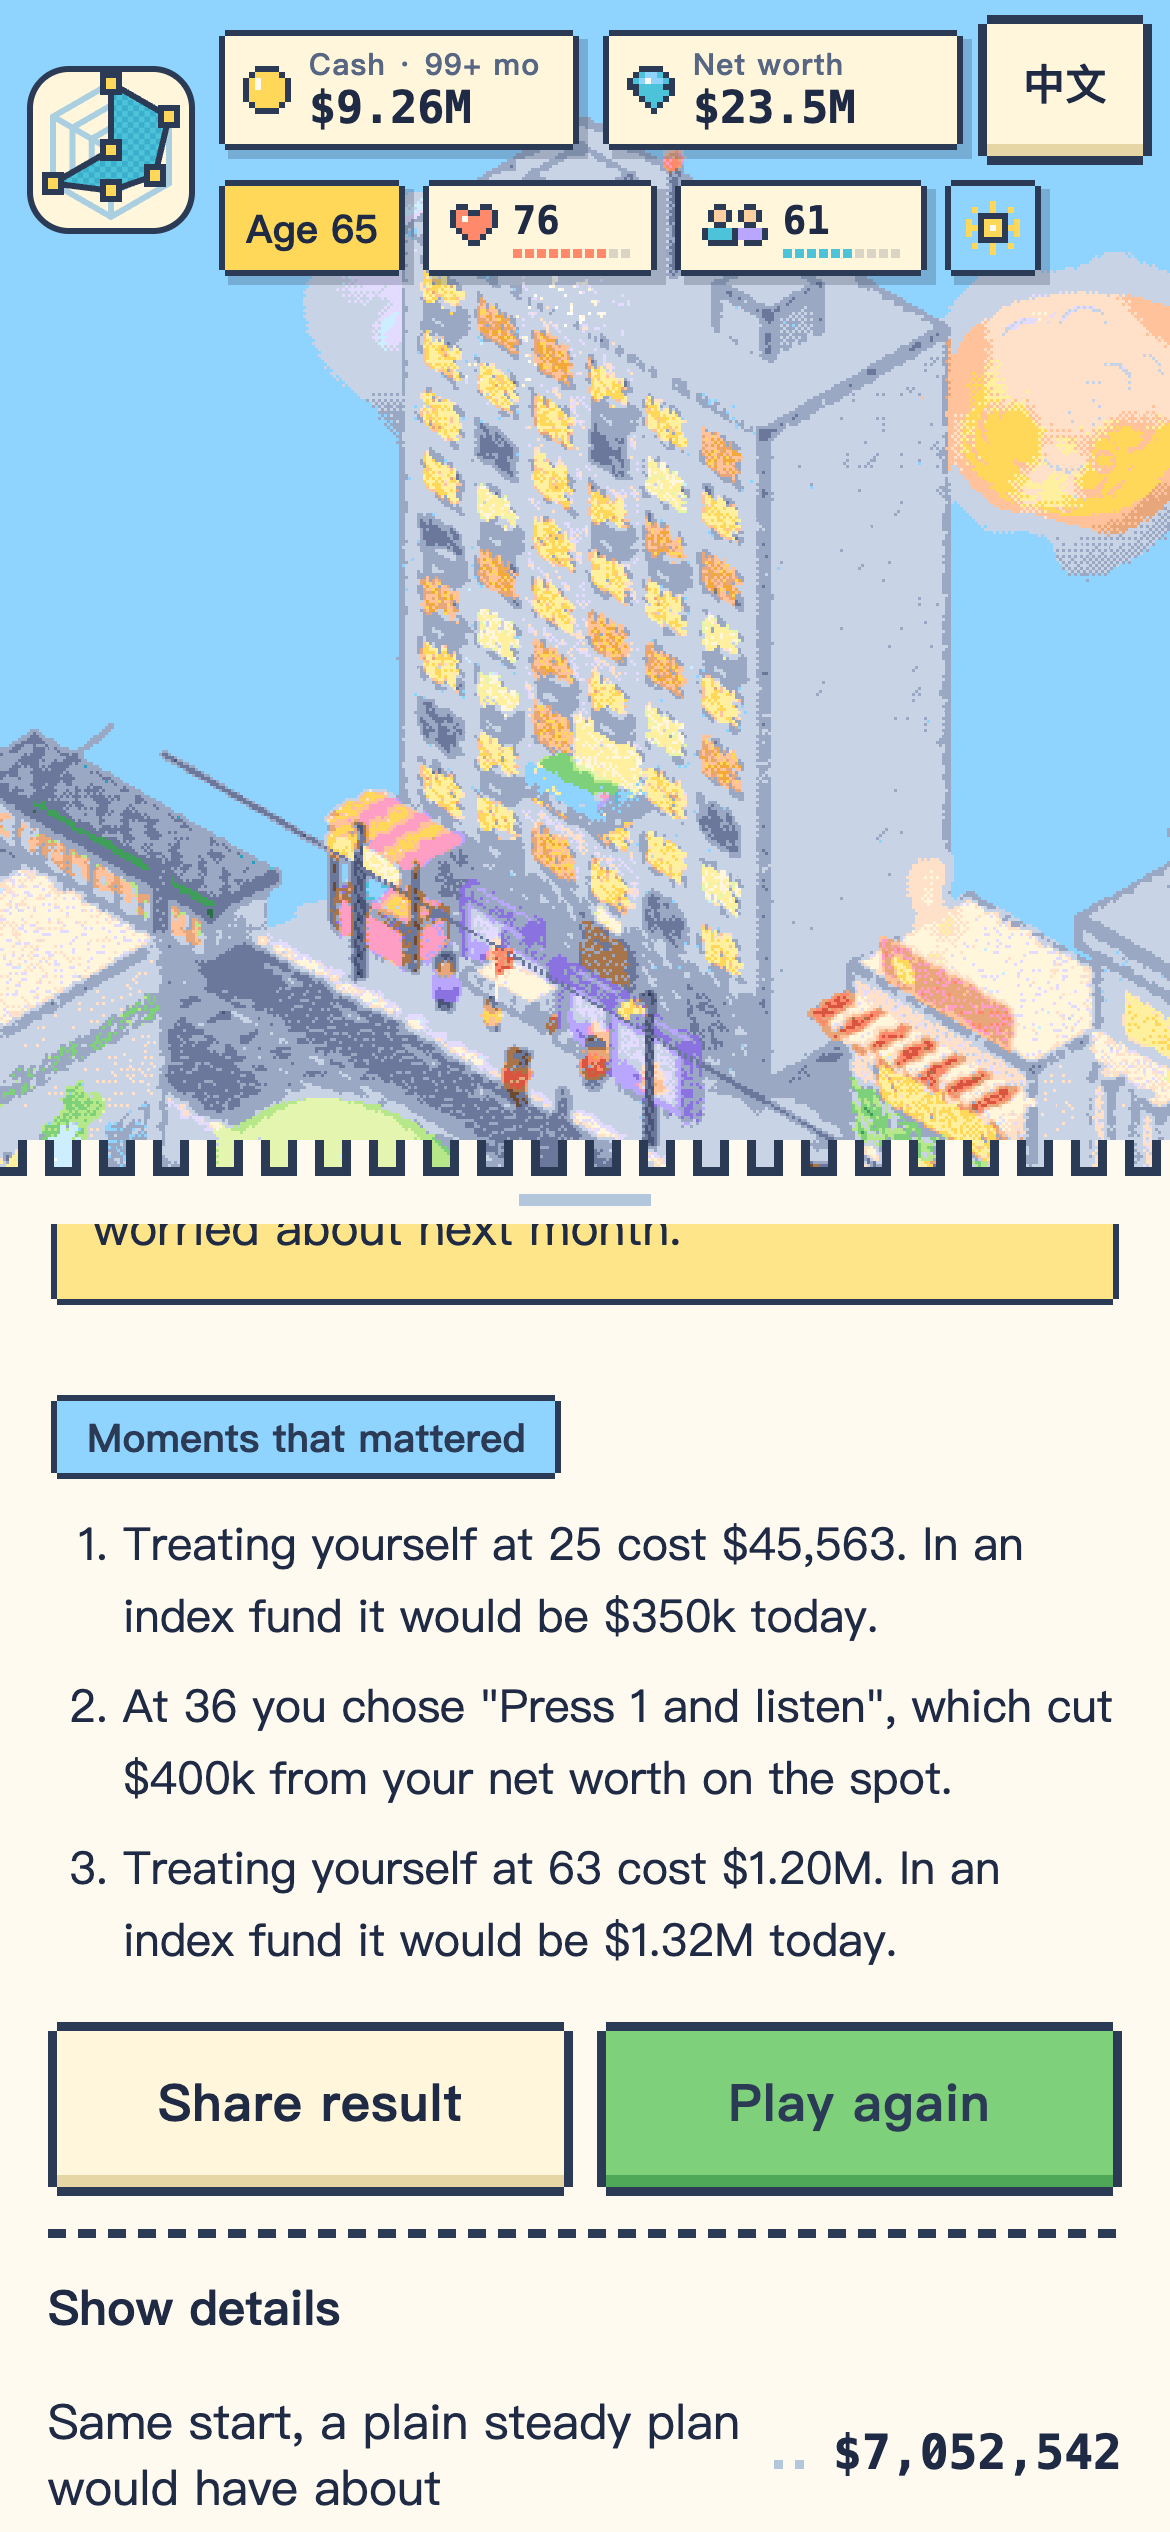 Cash · 99+ mo
$9.26M
Net worth
$23.5M
中文
Age 65
76
61
worried about next month.
Moments that mattered
1. Treating yourself at 25 cost $45,563. In an
index fund it would be $350k today.
2. At 36 you chose "Press 1 and listen", which cut
$400k from your net worth on the spot.
3. Treating yourself at 63 cost $1.20M. In an
index fund it would be $1.32M today.
Share result
Play again
Show details
Same start, a plain steady plan
would have about
.. $7,052,542